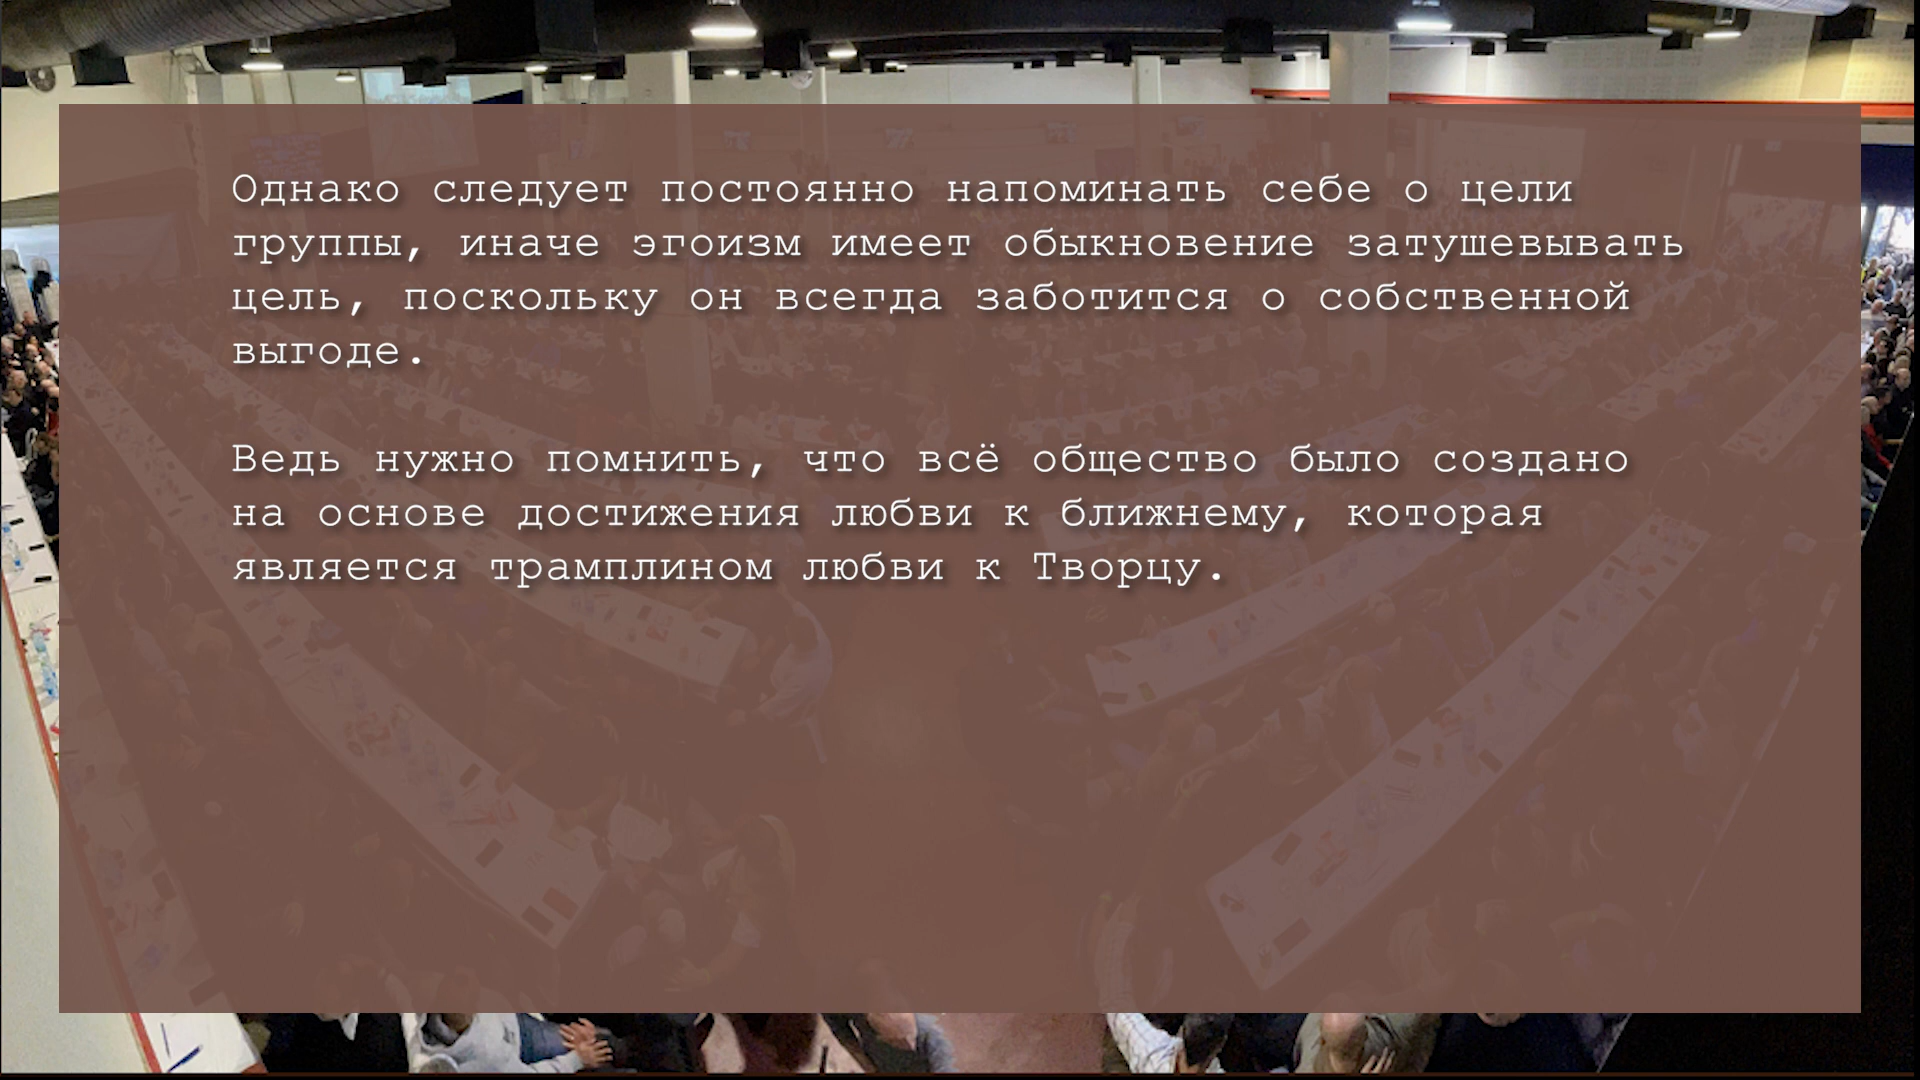 Однако следует постоянно напоминать себе о цели
группы, иначе эгоизм имеет обыкновение затушевывать
цель, поскольку он всегда заботится о собственной
выгоде.
Ведь нужно помнить, что всё общество было создано
на основе достижения любви к ближнему, которая
является трамплином любви к Творцу.